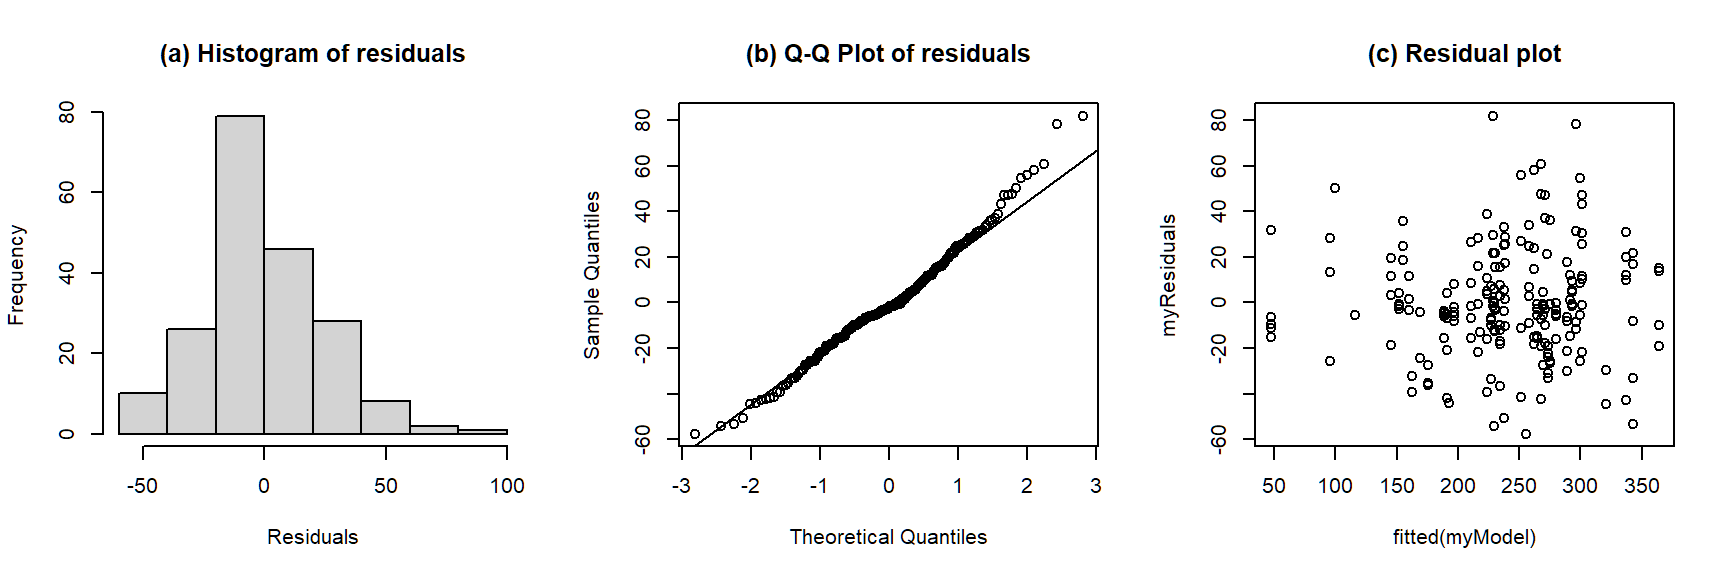 (a) Histogram of residuals
Frequency
80
60
40
20
0
-50 0 50 100
Residuals
(b) Q-Q Plot of residuals
Sample Quantiles
80
60
40
20
0
-20
-60
-3 -2 -1 0 1 2 3
Theoretical Quantiles
(c) Residual plot
myResiduals
80
60
40
20
0
-20
-60
50 100 150 200 250 300 350
fitted(myModel)